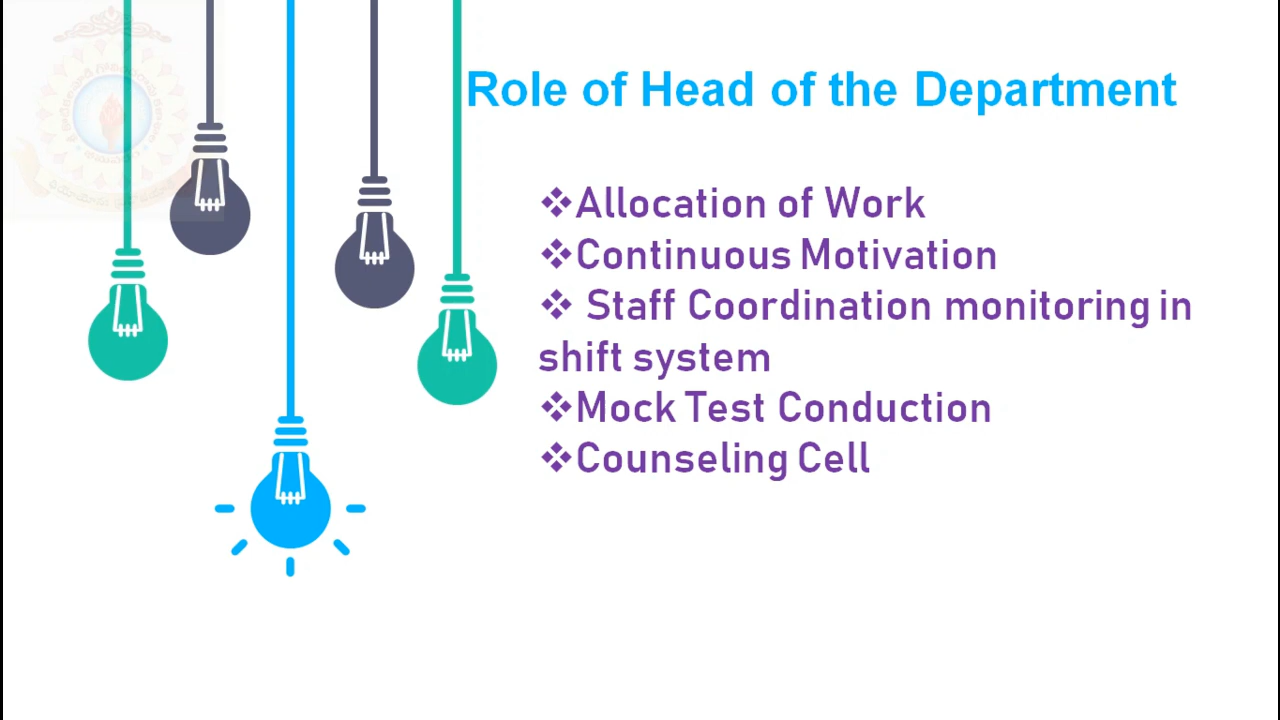 Role of Head of the Department
❖Allocation of Work
❖Continuous Motivation
❖ Staff Coordination monitoring in
shift system
❖Mock Test Conduction
❖Counseling Cell